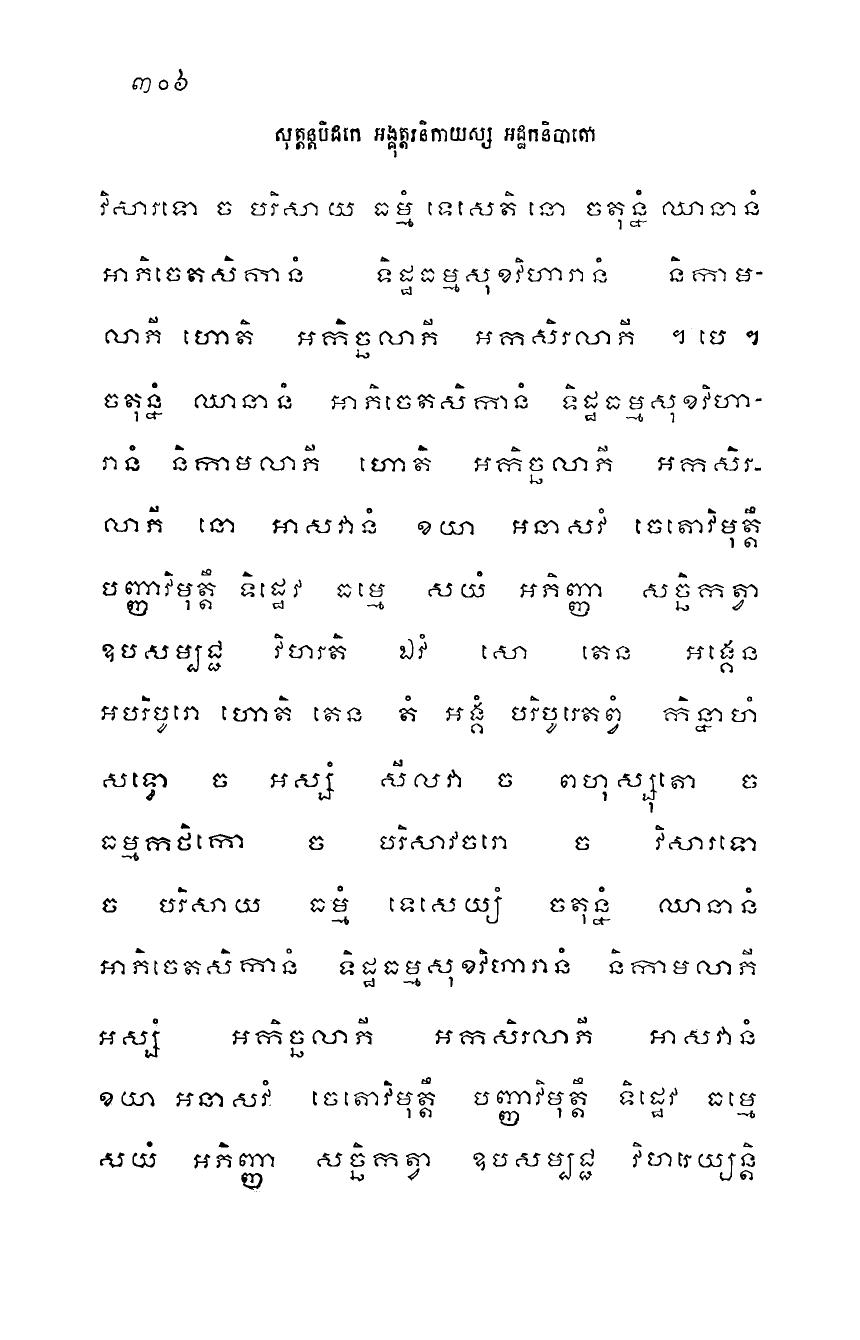 ៣០៦
សុត្តន្តបិដកេ អង្គុត្តរនិកាយស្ស អដ្ឋកនិបាតោ
វិសារទោ ច បរិសាយ ធម្មំ ទេសេតិ នោ ចតុន្នំ ឈានានំ
អាភិចេតសិកានំ ទិដ្ឋធម្មសុខវិហារានំ និកាម-
លាភី ហោតិ អកិច្ឆលាភី អកសិរលាភី ។ បេ ។
ចតុន្នំ ឈានានំ អាភិចេតសិកានំ ទិដ្ឋធម្មសុខវិហា-
រានំ និកាមលាភី ហោតិ អកិច្ឆលាភី អកសិរ-
លាភី នោ អាសវានំ ខយា អនាសវំ ចេតោវិមុត្តឹ
បញ្ញាវិមុត្តឹ ទិដ្ឋេវ ធម្មេ សយំ អភិញ្ញា សច្ឆិកត្វា
ឧបសម្បជ្ជ វិហរតិ ឯវំ សោ តេន អង្គេន
អបរិបូរោ ហោតិ តេន តំ អង្គំ បរិបូរេតព្វំ កិន្នាហំ
សទ្ធោ ច អស្សំ សីលវា ច ពហុស្សុតោ ច
ធម្មកថិកោ ច បរិសាវចរោ ច វិសារទោ
ច បរិសាយ ធម្មំ ទេសេយ្យំ ចតុន្នំ ឈានានំ
អាភិចេតសិកានំ ទិដ្ឋធម្មសុខវិហារានំ និកាមលាភី
អស្សំ អកិច្ឆលាភី អកសិរលាភី អាសវានំ
ខយា អនាសវំ ចេតោវិមុត្តឹ បញ្ញាវិមុត្តឹ ទិដ្ឋេវ ធម្មេ
សយំ អភិញ្ញា សច្ឆិកត្វា ឧបសម្បជ្ជ វិហរេយ្យន្តិ